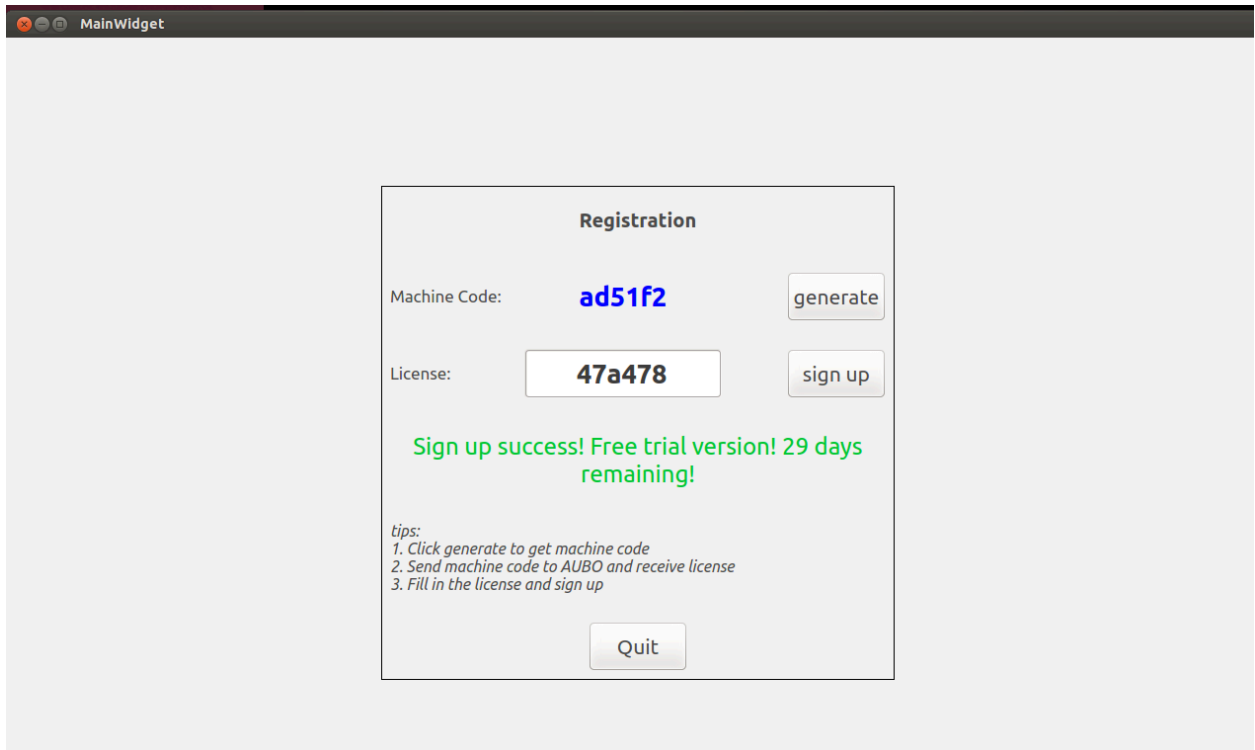 MainWidget
Registration
Machine Code: ad51f2 generate
License: 47a478 sign up
Sign up success! Free trial version! 29 days
remaining!
tips:
1. Click generate to get machine code
2. Send machine code to AUBO and receive license
3. Fill in the license and sign up
Quit